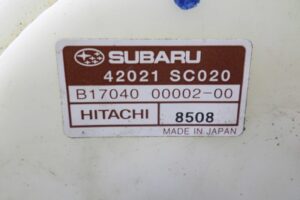 SUBARU
42021 SC020
B17040 00002-00
HITACHI 8508
MADE IN JAPAN